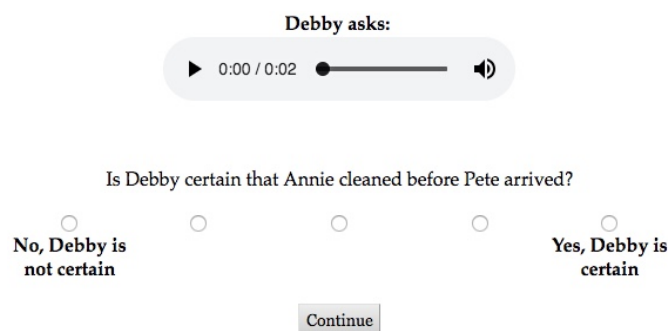 Debby asks:
0:00 / 0:02
Is Debby certain that Annie cleaned before Pete arrived?
No, Debby is
not certain
Yes, Debby is
certain
Continue